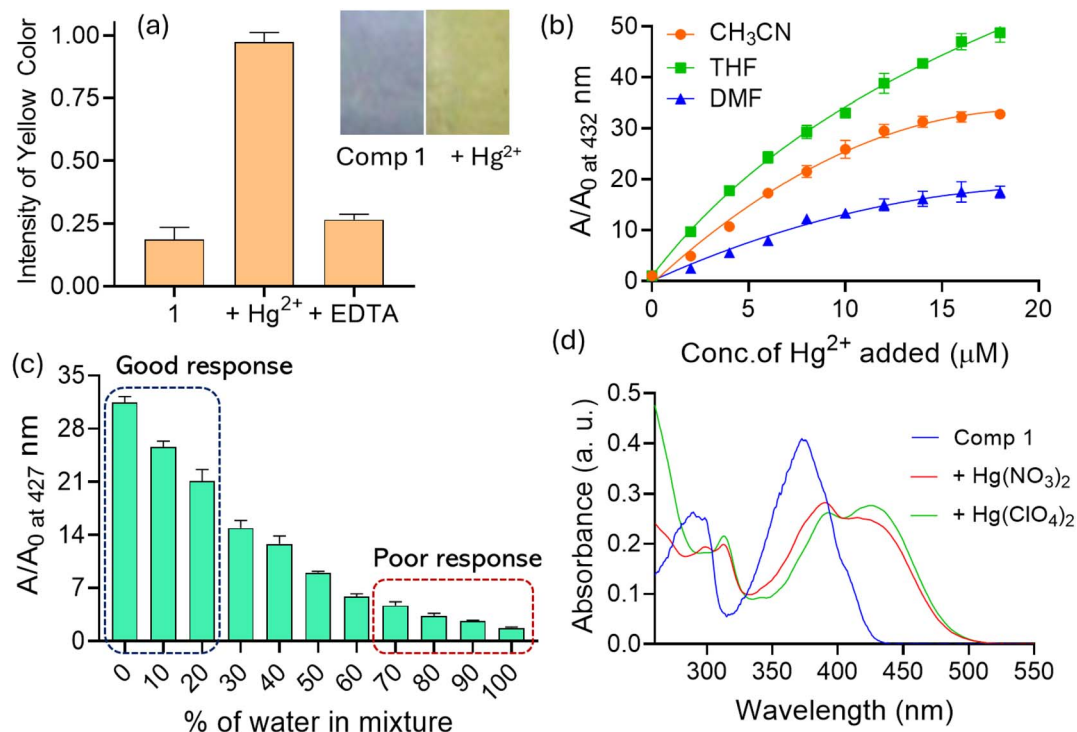 (a)
Intensity of Yellow Color
1.00
0.75
0.50
0.25
0.00
1
+ Hg²⁺
+ EDTA
Comp 1
+ Hg²⁺
(b)
A/A₀ at 432 nm
50
40
30
20
10
0
CH₃CN
THF
DMF
0
5
10
15
20
Conc.of Hg²⁺ added (μM)
(c)
A/A₀ at 427 nm
35
28
21
14
7
0
Good response
Poor response
0
10
20
30
40
50
60
70
80
90
100
% of water in mixture
(d)
Absorbance (a. u.)
0.5
0.4
0.3
0.2
0.1
0.0
Comp 1
+ Hg(NO₃)₂
+ Hg(ClO₄)₂
300
350
400
450
500
550
Wavelength (nm)